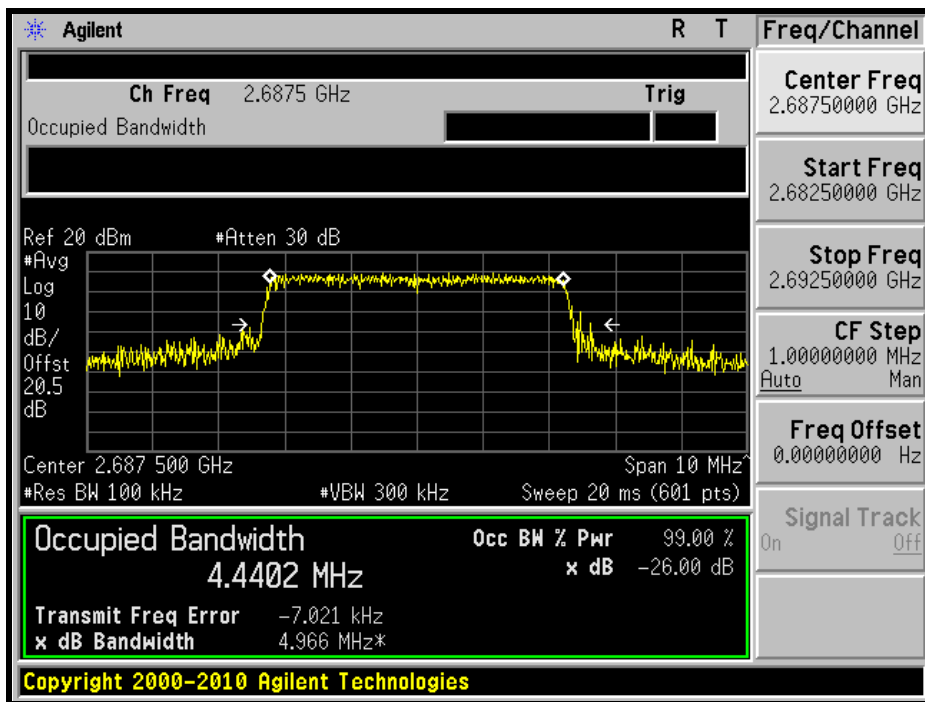 Agilent R T
Ch Freq 2.6875 GHz Trig
Occupied Bandwidth
Ref 20 dBm #Atten 30 dB
#Avg
Log
10
dB/
Offst
20.5
dB
Center 2.687 500 GHz Span 10 MHz^
#Res BW 100 kHz #VBW 300 kHz Sweep 20 ms (601 pts)
Occupied Bandwidth Occ BW % Pwr 99.00 %
4.4402 MHz x dB -26.00 dB
Transmit Freq Error -7.021 kHz
x dB Bandwidth 4.966 MHz*
Copyright 2000-2010 Agilent Technologies
Freq/Channel
Center Freq
2.68750000 GHz
Start Freq
2.68250000 GHz
Stop Freq
2.69250000 GHz
CF Step
1.00000000 MHz
Auto Man
Freq Offset
0.00000000 Hz
Signal Track
On Off